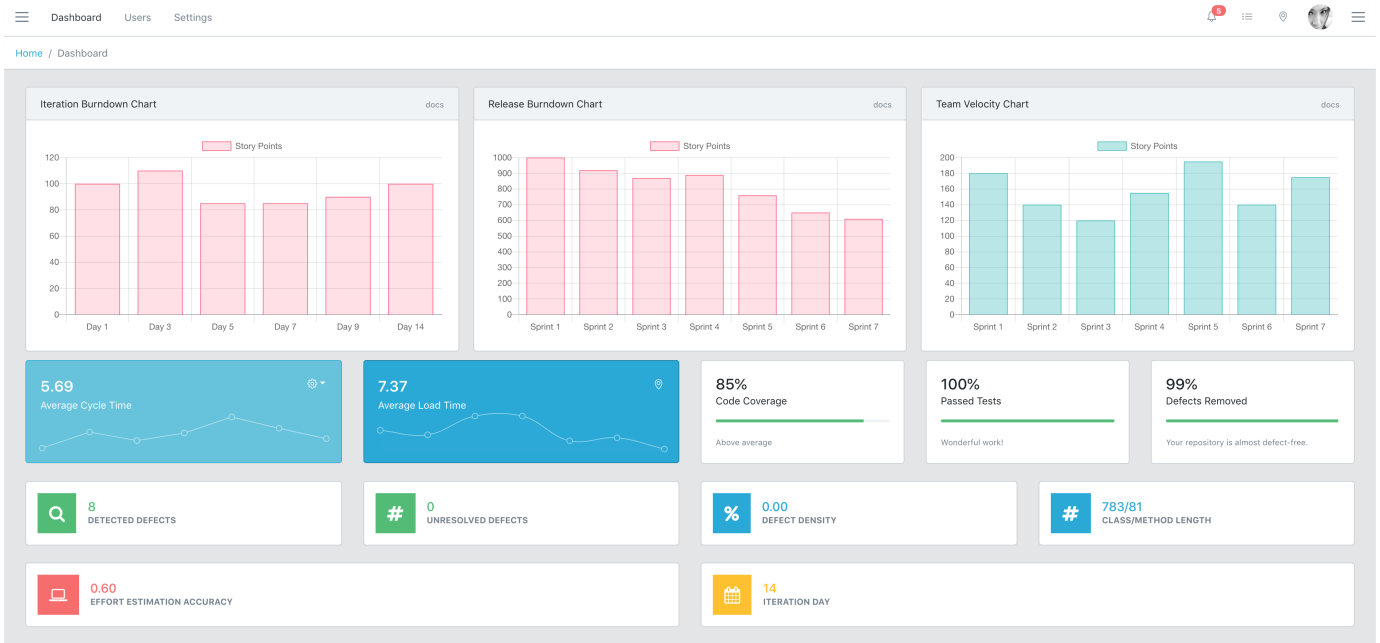 Dashboard Users Settings 5
Home / Dashboard
Iteration Burndown Chart docs
Story Points
120
100
80
60
40
20
0
Day 1 Day 3 Day 5 Day 7 Day 9 Day 14
Release Burndown Chart docs
Story Points
1000
900
800
700
600
500
400
300
200
100
0
Sprint 1 Sprint 2 Sprint 3 Sprint 4 Sprint 5 Sprint 6 Sprint 7
Team Velocity Chart docs
Story Points
200
180
160
140
120
100
80
60
40
20
0
Sprint 1 Sprint 2 Sprint 3 Sprint 4 Sprint 5 Sprint 6 Sprint 7
5.69
Average Cycle Time
7.37
Average Load Time
85%
Code Coverage
Above average
100%
Passed Tests
Wonderful work!
99%
Defects Removed
Your repository is almost defect-free.
8
DETECTED DEFECTS
#
0
UNRESOLVED DEFECTS
%
0.00
DEFECT DENSITY
#
783/81
CLASS/METHOD LENGTH
0.60
EFFORT ESTIMATION ACCURACY
14
ITERATION DAY